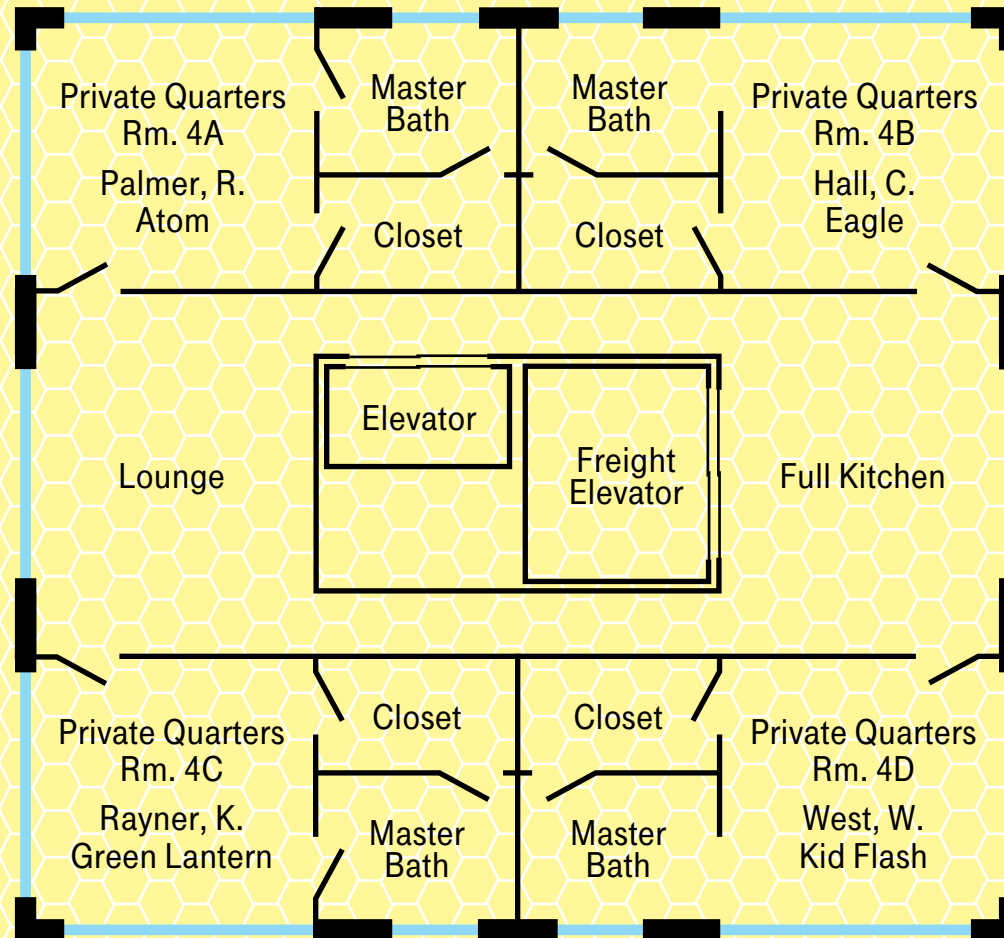 Private Quarters
Rm. 4A
Palmer, R.
Atom
Master
Bath
Closet
Master
Bath
Closet
Private Quarters
Rm. 4B
Hall, C.
Eagle
Lounge
Elevator
Freight
Elevator
Full Kitchen
Private Quarters
Rm. 4C
Rayner, K.
Green Lantern
Closet
Master
Bath
Closet
Master
Bath
Private Quarters
Rm. 4D
West, W.
Kid Flash